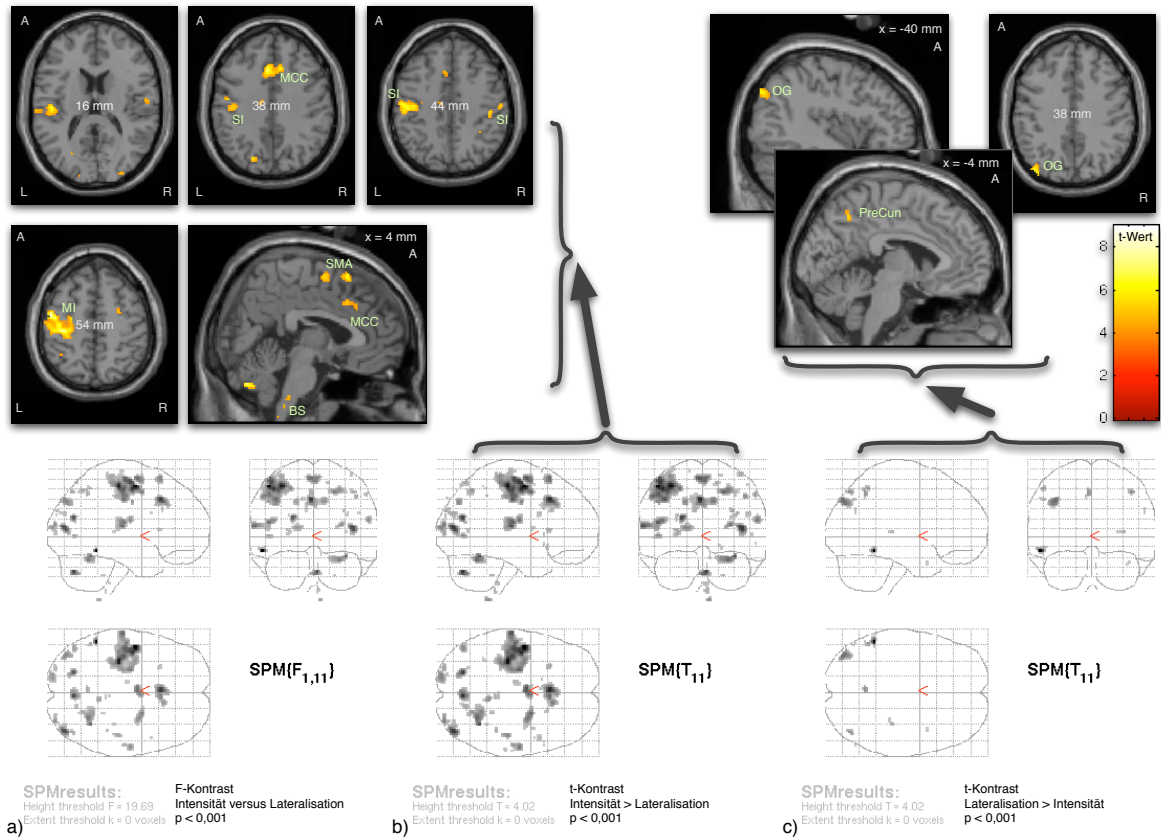 A
16 mm
L
R
A
MCC
38 mm
SI
L
R
A
SI
44 mm
SI
L
R
x = -40 mm
A
OG
A
38 mm
OG
R
x = -4 mm
A
PreCun
t-Wert
8
6
4
2
0
A
MI
54 mm
L
R
x = 4 mm
A
SMA
MCC
BS
<
<
<
<
<
<
<
<
<
SPM{F1,11}
SPM{T11}
SPM{T11}
a)
SPMresults:
Height threshold F = 19.69
Extent threshold k = 0 voxels
F-Kontrast
Intensität versus Lateralisation
p < 0,001
b)
SPMresults:
Height threshold T = 4.02
Extent threshold k = 0 voxels
t-Kontrast
Intensität > Lateralisation
p < 0,001
c)
SPMresults:
Height threshold T = 4.02
Extent threshold k = 0 voxels
t-Kontrast
Lateralisation > Intensität
p < 0,001